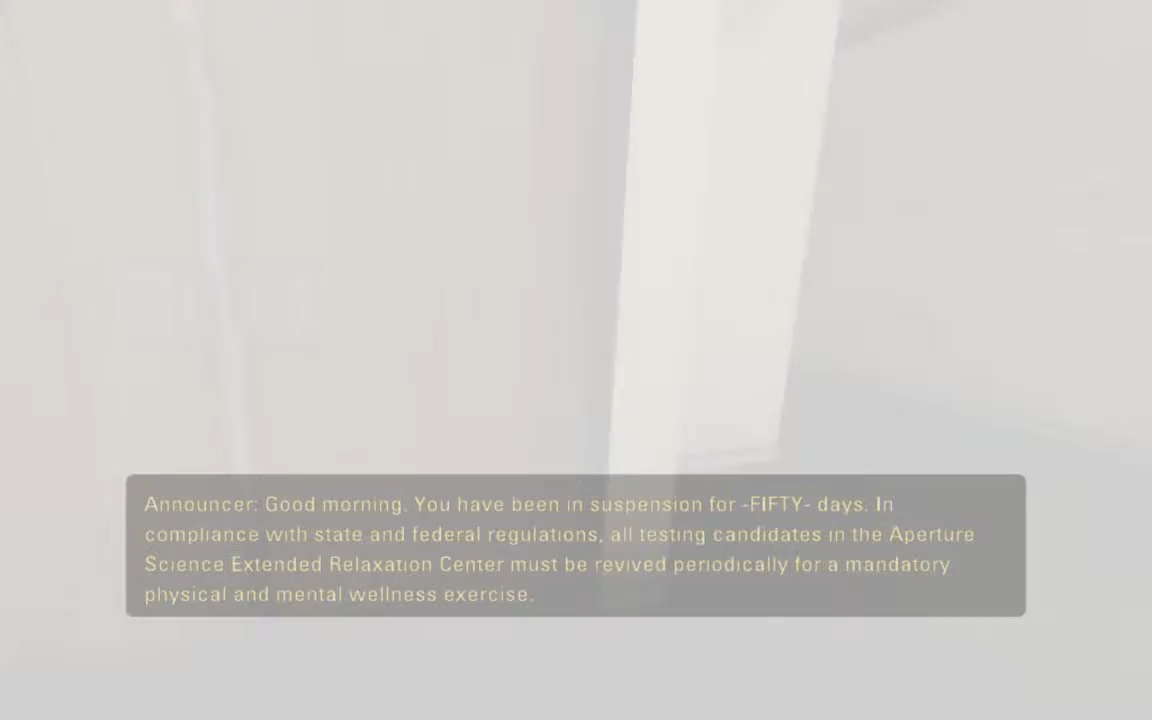 Announcer: Good morning. You have been in suspension for -FIFTY- days. In
compliance with state and federal regulations, all testing candidates in the Aperture
Science Extended Relaxation Center must be revived periodically for a mandatory
physical and mental wellness exercise.